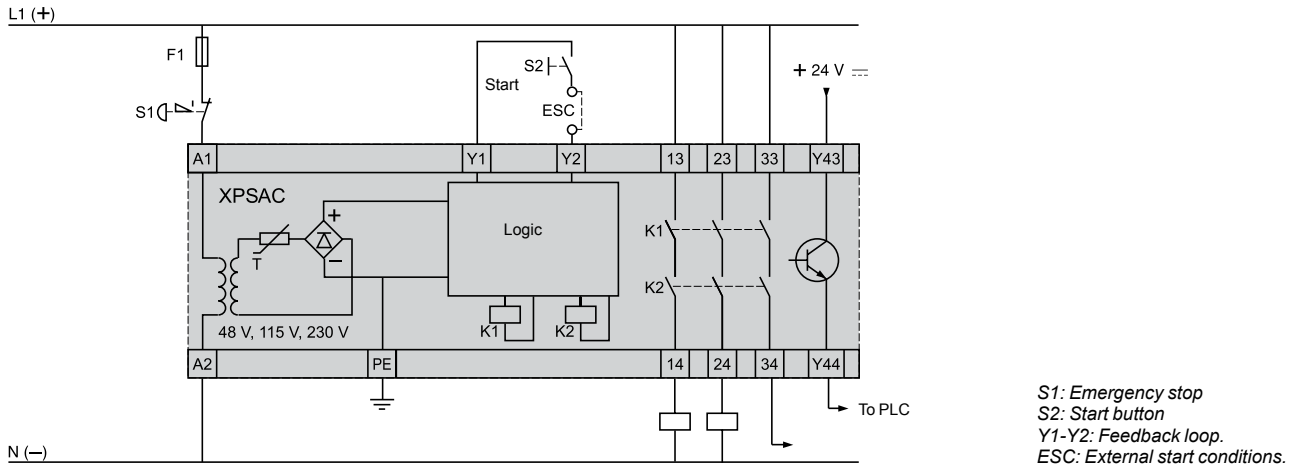 L1 (+)
F1
S2
Start
+ 24 V
S1
ESC
A1
Y1
Y2
13
23
33
Y43
XPSAC
+
Logic
K1
T
–
K2
48 V, 115 V, 230 V
K1
K2
A2
PE
14
24
34
Y44
To PLC
N (–)
S1: Emergency stop
S2: Start button
Y1-Y2: Feedback loop.
ESC: External start conditions.